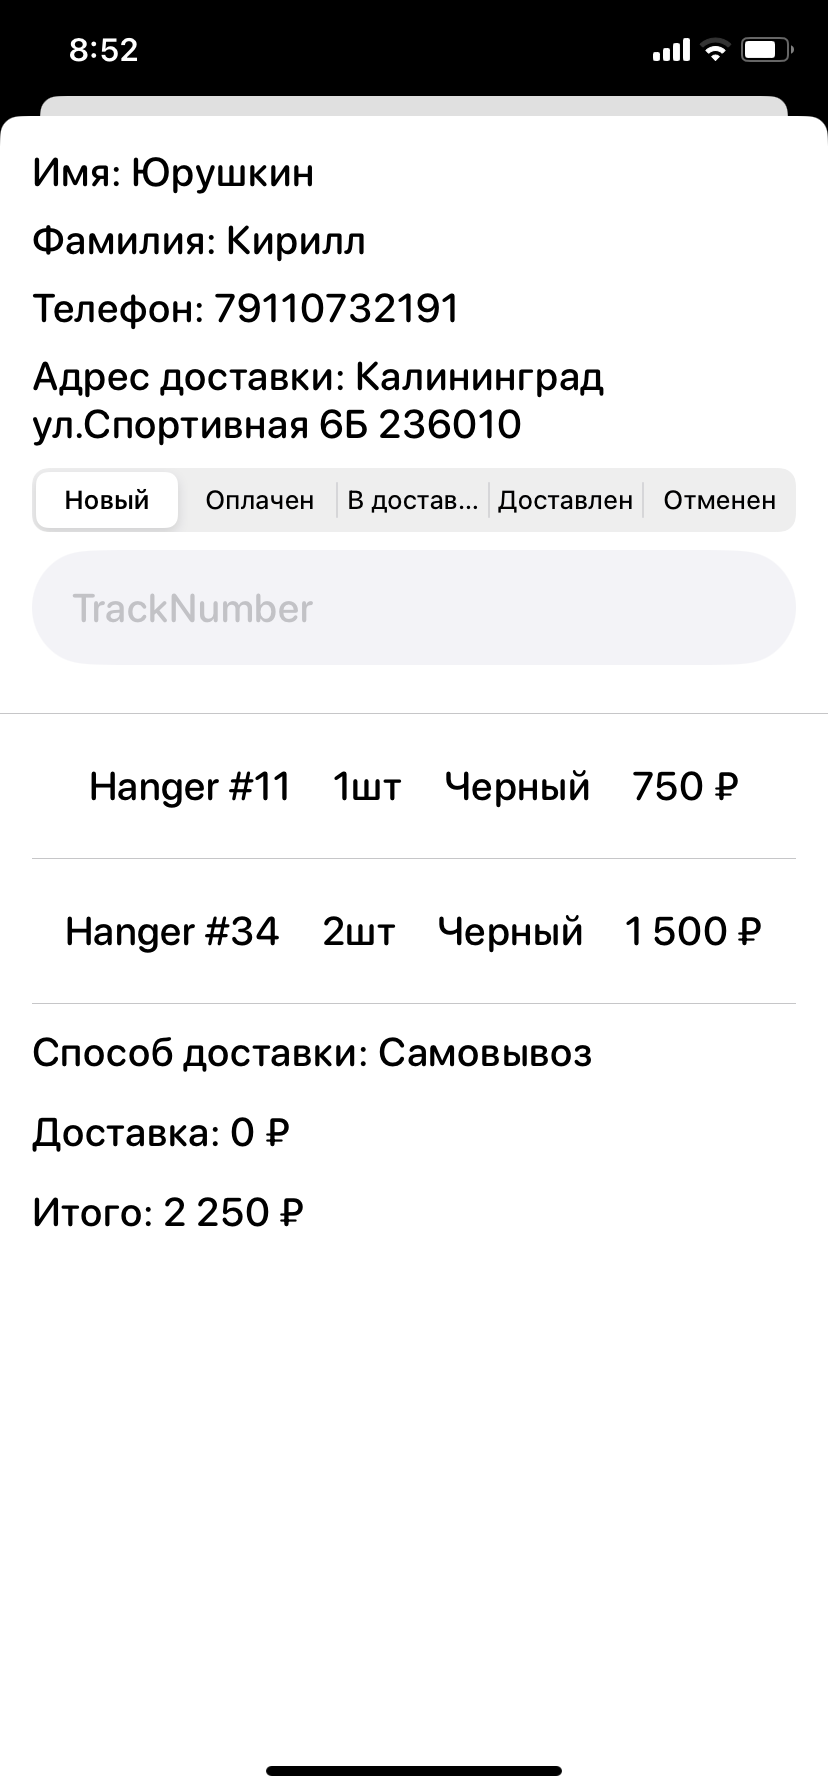 8:52
Имя: Юрушкин
Фамилия: Кирилл
Телефон: 79110732191
Адрес доставки: Калининград
ул.Спортивная 6Б 236010
Новый Оплачен В достав... Доставлен Отменен
TrackNumber
Hanger #11 1шт Черный 750 ₽
Hanger #34 2шт Черный 1 500 ₽
Способ доставки: Самовывоз
Доставка: 0 ₽
Итого: 2 250 ₽